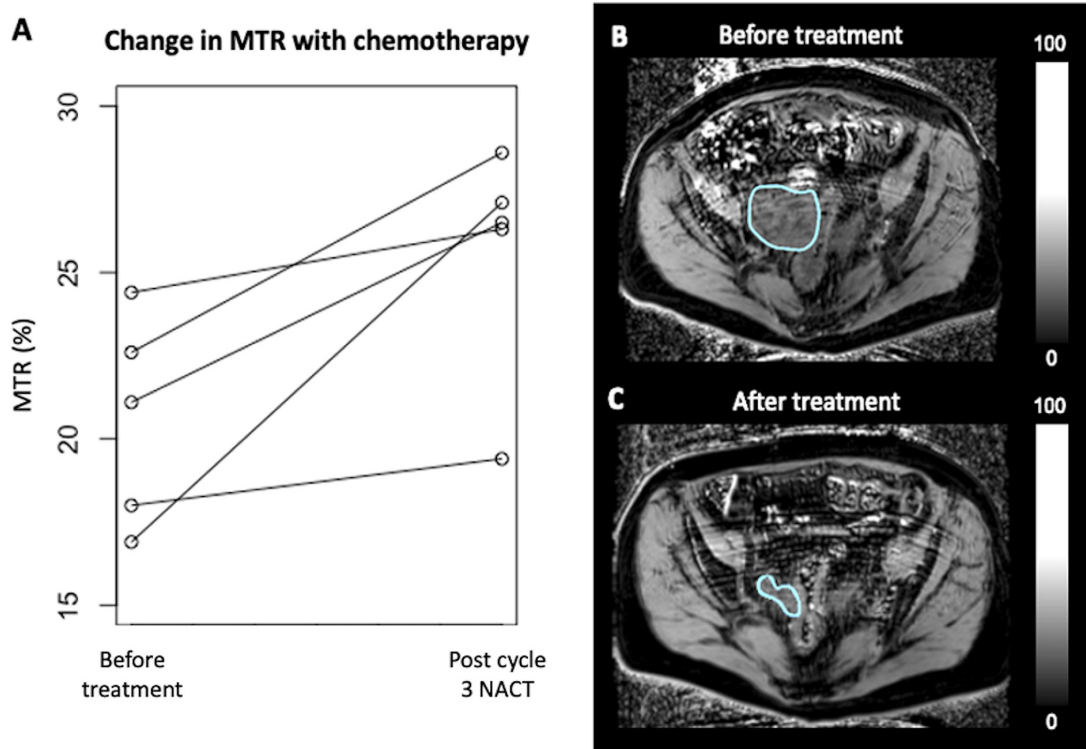 A
Change in MTR with chemotherapy
30
25
20
15
MTR (%)
Before
treatment
Post cycle
3 NACT
B
Before treatment
100
0
C
After treatment
100
0